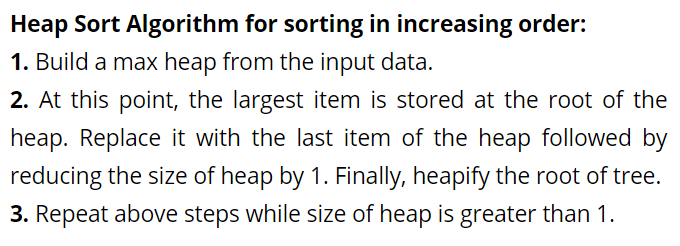 Heap Sort Algorithm for sorting in increasing order:
1. Build a max heap from the input data.
2. At this point, the largest item is stored at the root of the
heap. Replace it with the last item of the heap followed by
reducing the size of heap by 1. Finally, heapify the root of tree.
3. Repeat above steps while size of heap is greater than 1.